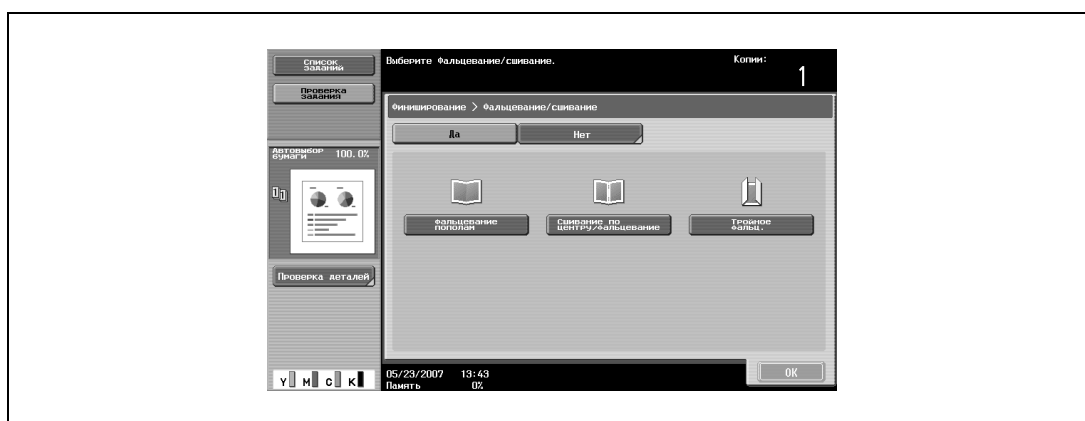 Список
заданий
Выберите Фальцевание/сшивание.
Копии:
1
Проверка
задания
Финиширование > Фальцевание/сшивание
Да
Нет
Автовыбор
бумаги 100.0%
Фальцевание
пополам
Сшивание по
центру/Фальцевание
Тройное
фальц.
Проверка деталей
Y M C K
05/23/2007 13:43
Память 0%
OK